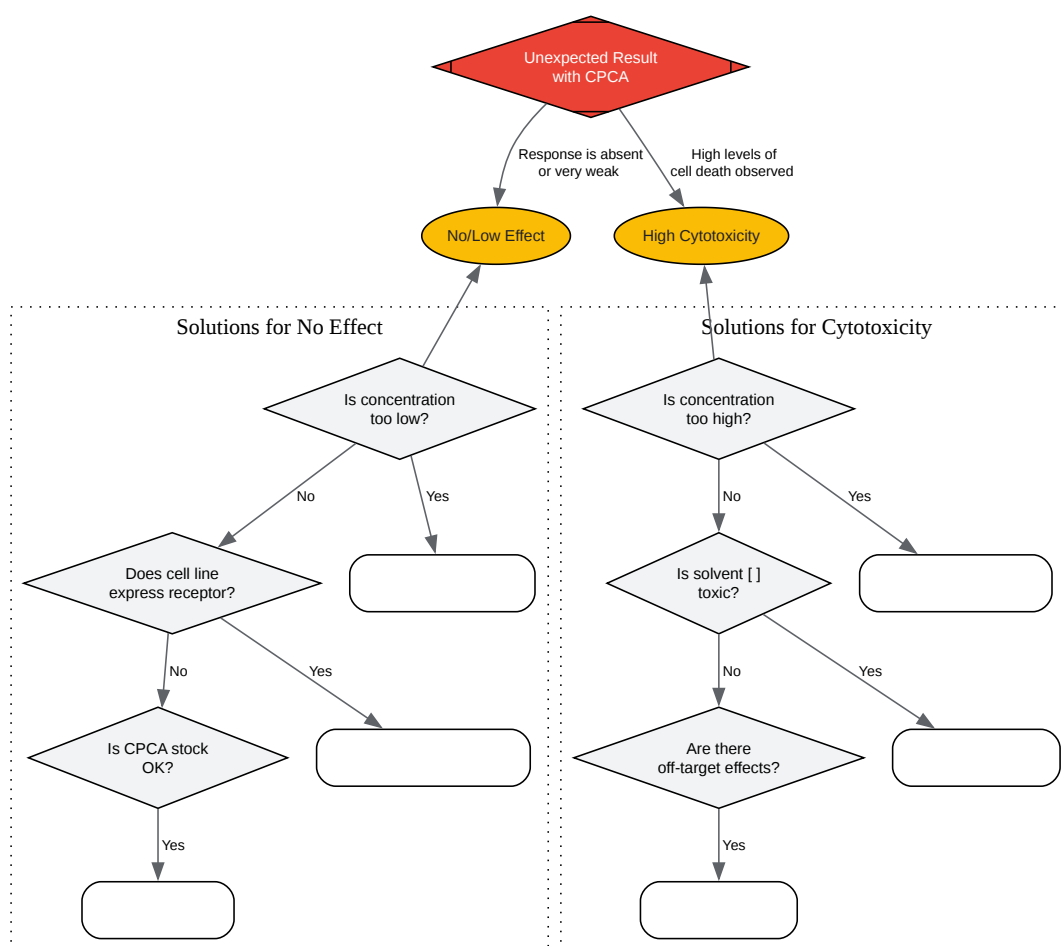 Unexpected Result
with CPCA
Response is absent
or very weak
High levels of
cell death observed
No/Low Effect
High Cytotoxicity
Solutions for No Effect
Solutions for Cytotoxicity
Is concentration
too low?
Is concentration
too high?
No
Yes
No
Yes
Does cell line
express receptor?
Is solvent [ ]
toxic?
No
Yes
No
Yes
Is CPCA stock
OK?
Are there
off-target effects?
Yes
Yes